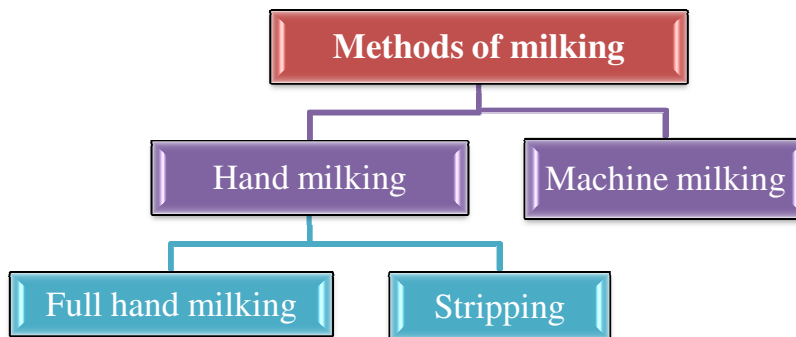 Methods of milking
Hand milking
Machine milking
Full hand milking
Stripping